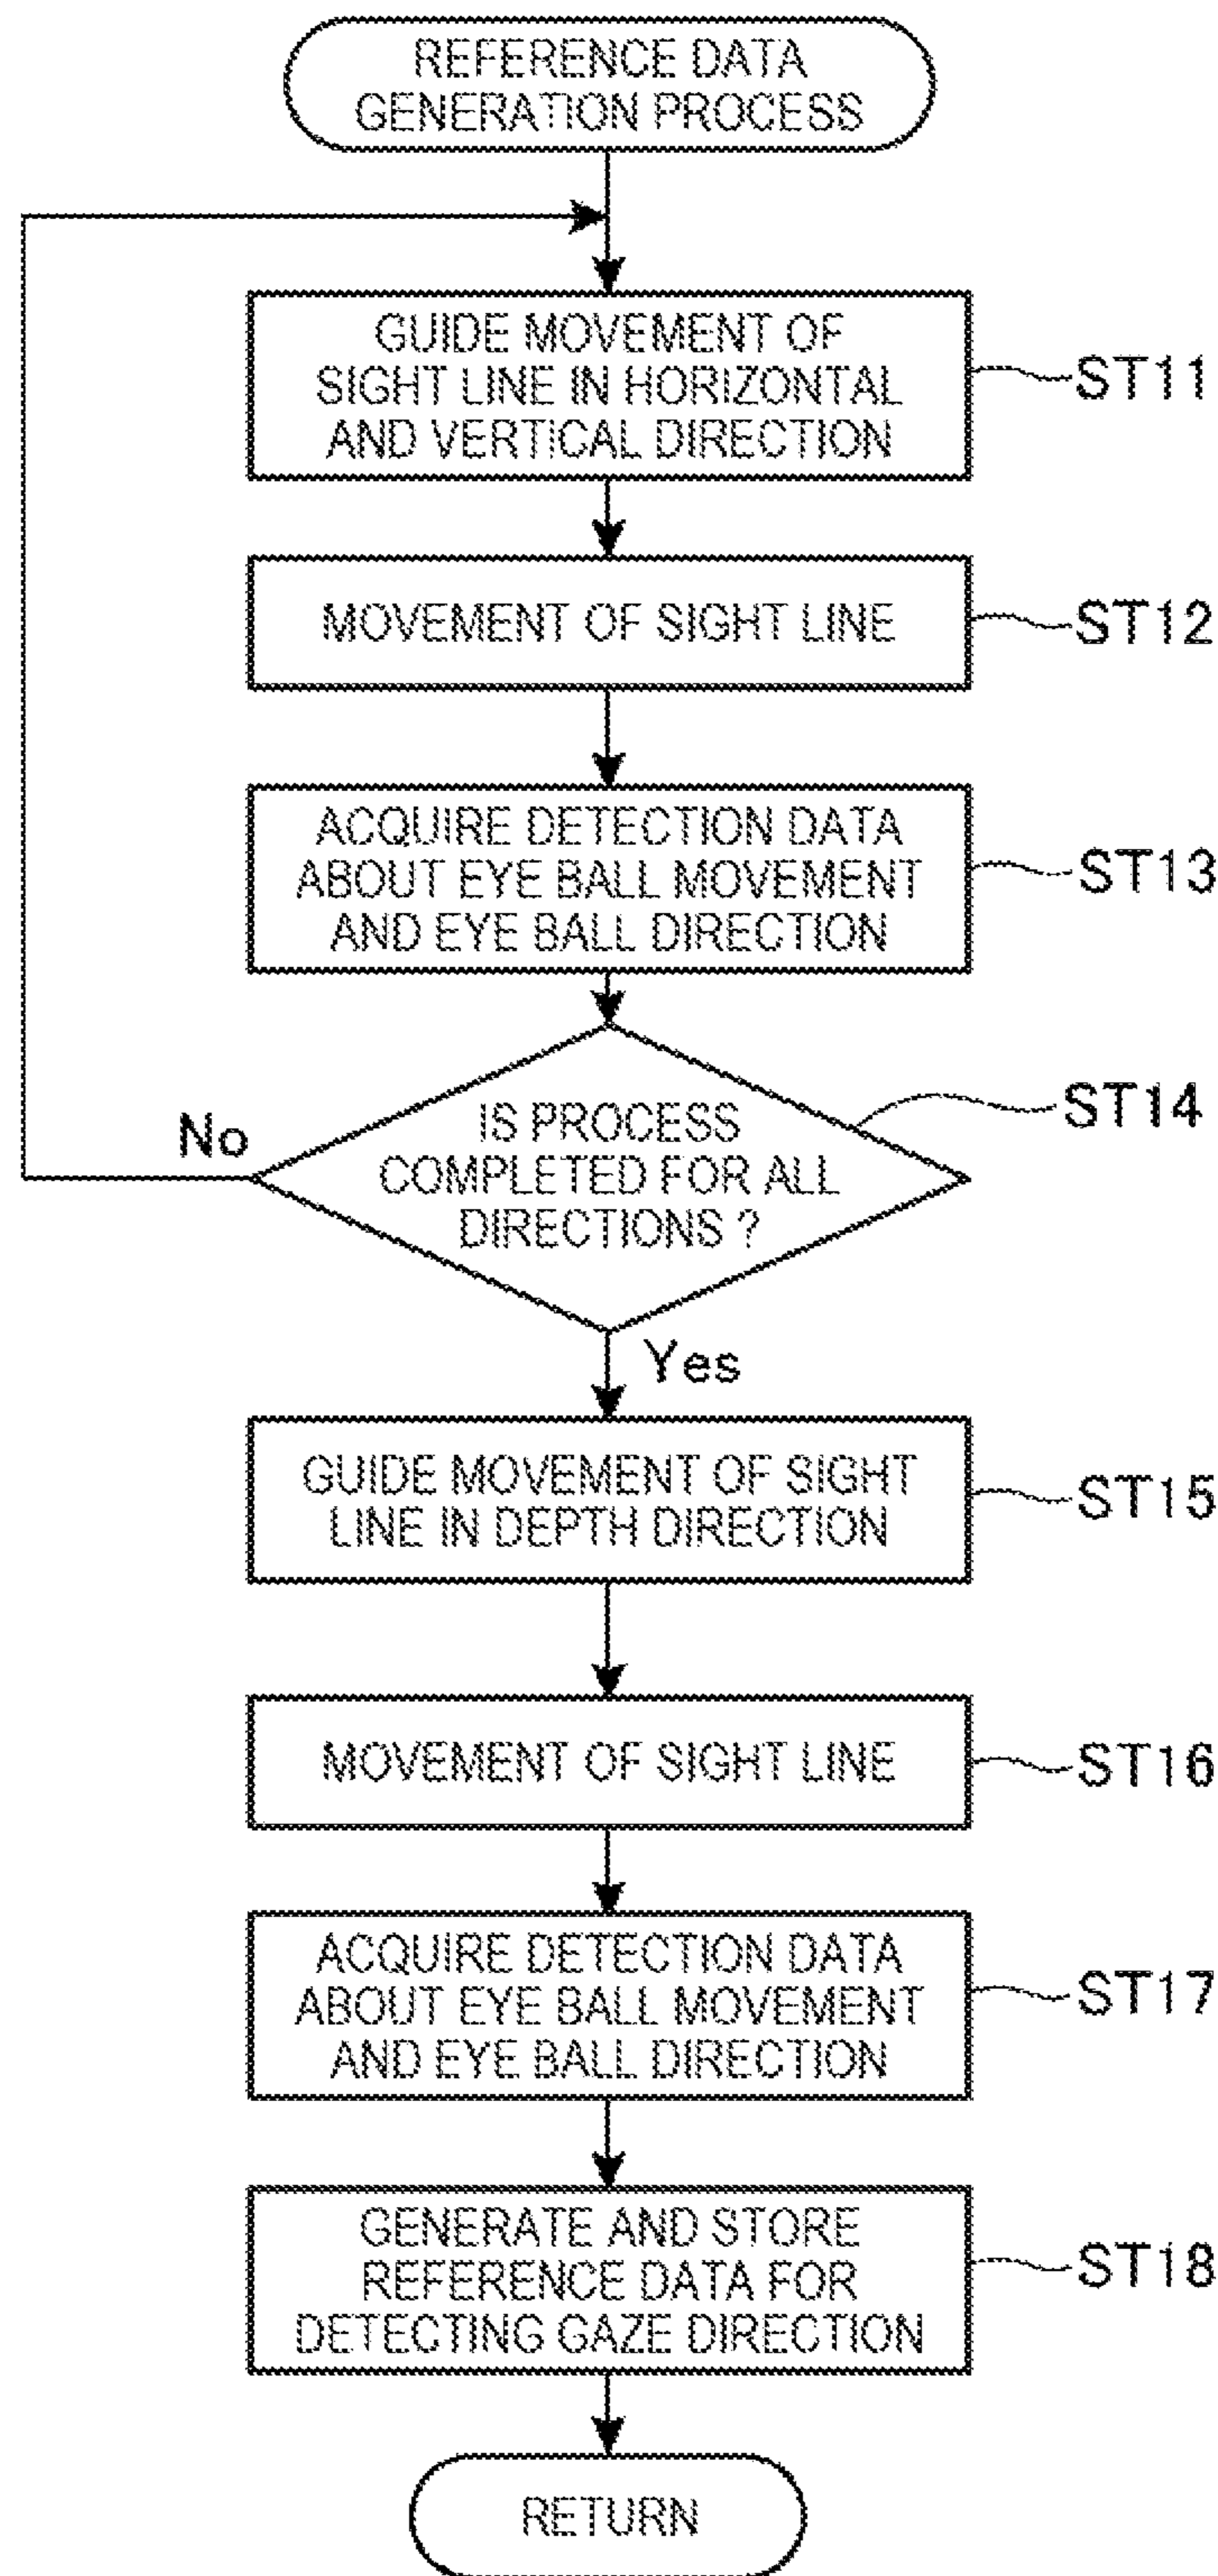 REFERENCE DATA
GENERATION PROCESS
GUIDE MOVEMENT OF
SIGHT LINE IN HORIZONTAL
AND VERTICAL DIRECTION
ST11
MOVEMENT OF SIGHT LINE
ST12
ACQUIRE DETECTION DATA
ABOUT EYE BALL MOVEMENT
AND EYE BALL DIRECTION
ST13
IS PROCESS
COMPLETED FOR ALL
DIRECTIONS ?
ST14
No
Yes
GUIDE MOVEMENT OF SIGHT
LINE IN DEPTH DIRECTION
ST15
MOVEMENT OF SIGHT LINE
ST16
ACQUIRE DETECTION DATA
ABOUT EYE BALL MOVEMENT
AND EYE BALL DIRECTION
ST17
GENERATE AND STORE
REFERENCE DATA FOR
DETECTING GAZE DIRECTION
ST18
RETURN